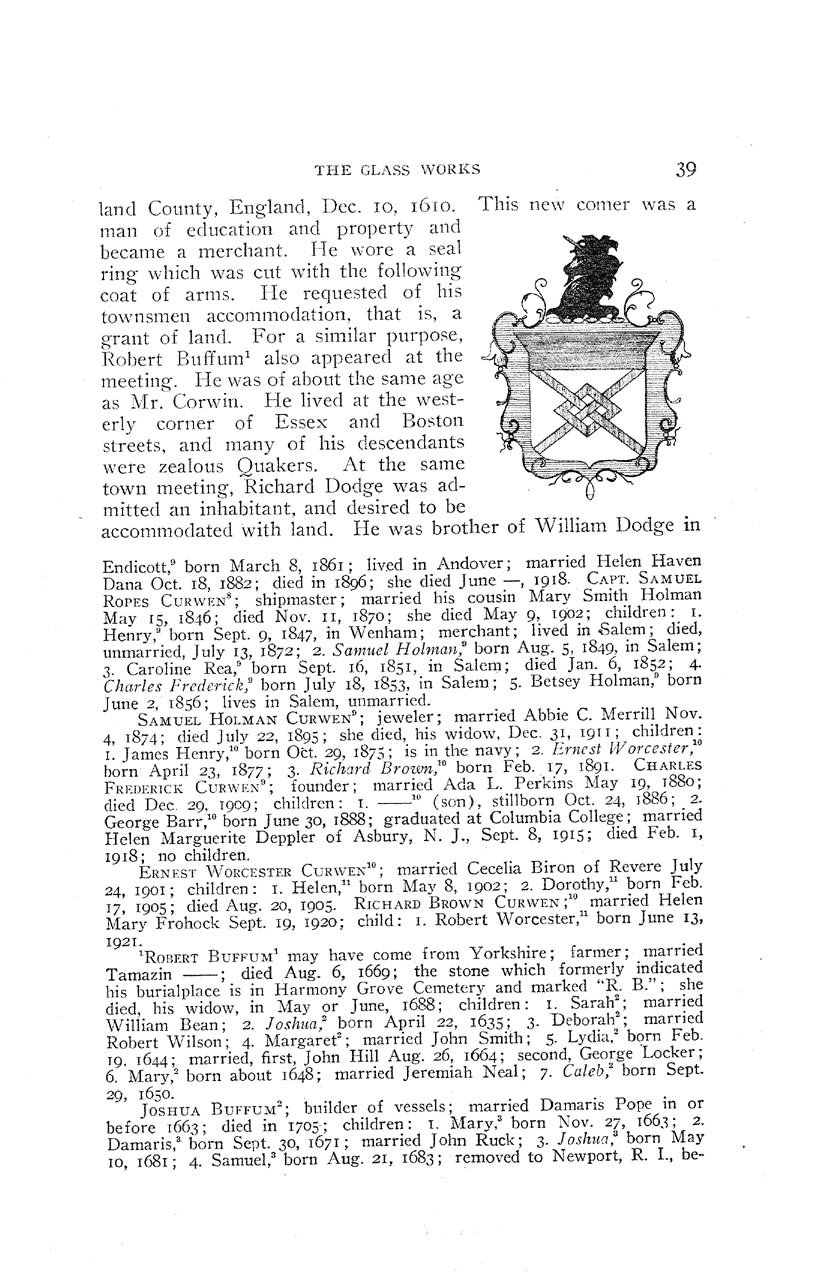 THE GLASS WORKS 39
land County, England, Dec. 10, 1610. This new comer was a
man of education and property and
became a merchant. He wore a seal
ring which was cut with the following
coat of arms. He requested of his
townsmen accommodation, that is, a
grant of land. For a similar purpose,
Robert Buffum¹ also appeared at the
meeting. He was of about the same age
as Mr. Corwin. He lived at the west-
erly corner of Essex and Boston
streets, and many of his descendants
were zealous Quakers. At the same
town meeting, Richard Dodge was ad-
mitted an inhabitant, and desired to be
accommodated with land. He was brother of William Dodge in
Endicott,⁹ born March 8, 1861; lived in Andover; married Helen Haven
Dana Oct. 18, 1882; died in 1896; she died June —, 1918. CAPT. SAMUEL
ROPES CURWEN⁸; shipmaster; married his cousin Mary Smith Holman
May 15, 1846; died Nov. 11, 1870; she died May 9, 1902; children: 1.
Henry,⁹ born Sept. 9, 1847, in Wenham; merchant; lived in Salem; died,
unmarried, July 13, 1872; 2. Samuel Holman,⁹ born Aug. 5, 1849, in Salem;
3. Caroline Rea,⁹ born Sept. 16, 1851, in Salem; died Jan. 6, 1852; 4.
Charles Frederick,⁹ born July 18, 1853, in Salem; 5. Betsey Holman,⁹ born
June 2, 1856; lives in Salem, unmarried.
SAMUEL HOLMAN CURWEN⁹; jeweler; married Abbie C. Merrill Nov.
4, 1874; died July 22, 1895; she died, his widow, Dec. 31, 1911; children:
1. James Henry,¹⁰ born Oct. 29, 1875; is in the navy; 2. Ernest Worcester,¹⁰
born April 23, 1877; 3. Richard Brown,¹⁰ born Feb. 17, 1891. CHARLES
FREDERICK CURWEN⁹; founder; married Ada L. Perkins May 19, 1880;
died Dec. 29, 1909; children: 1. ——¹⁰ (son), stillborn Oct. 24, 1886; 2.
George Barr,¹⁰ born June 30, 1888; graduated at Columbia College; married
Helen Marguerite Deppler of Asbury, N. J., Sept. 8, 1915; died Feb. 1,
1918; no children.
ERNEST WORCESTER CURWEN¹⁰; married Cecelia Biron of Revere July
24, 1901; children: 1. Helen,¹¹ born May 8, 1902; 2. Dorothy,¹¹ born Feb.
17, 1905; died Aug. 20, 1905. RICHARD BROWN CURWEN;¹⁰ married Helen
Mary Frohock Sept. 19, 1920; child: 1. Robert Worcester,¹¹ born June 13,
1921.
¹ROBERT BUFFUM¹ may have come from Yorkshire; farmer; married
Tamazin ——; died Aug. 6, 1669; the stone which formerly indicated
his burialplace is in Harmony Grove Cemetery and marked "R. B."; she
died, his widow, in May or June, 1688; children: 1. Sarah²; married
William Bean; 2. Joshua,² born April 22, 1635; 3. Deborah²; married
Robert Wilson; 4. Margaret²; married John Smith; 5. Lydia,² born Feb.
19, 1644; married, first, John Hill Aug. 26, 1664; second, George Locker;
6. Mary,² born about 1648; married Jeremiah Neal; 7. Caleb,² born Sept.
29, 1650.
JOSHUA BUFFUM²; builder of vessels; married Damaris Pope in or
before 1663; died in 1705; children: 1. Mary,³ born Nov. 27, 1663; 2.
Damaris,³ born Sept. 30, 1671; married John Ruck; 3. Joshua,³ born May
10, 1681; 4. Samuel,³ born Aug. 21, 1683; removed to Newport, R. I., be-